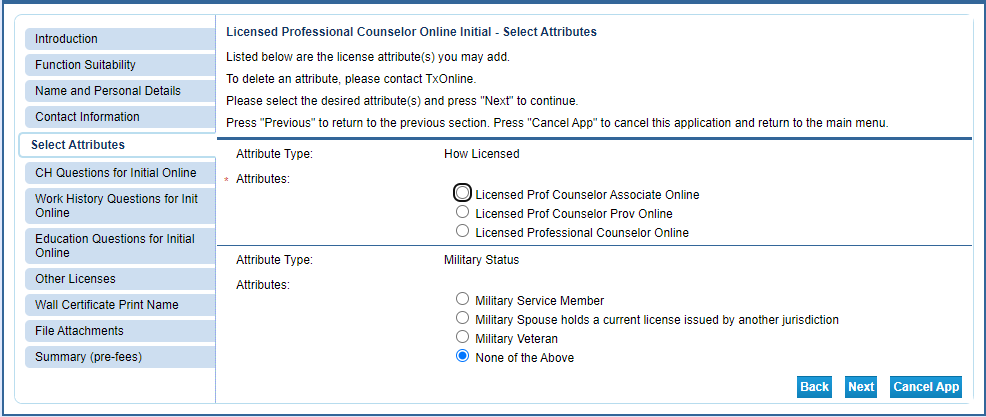 Introduction
Function Suitability
Name and Personal Details
Contact Information
Select Attributes
CH Questions for Initial Online
Work History Questions for Init
Online
Education Questions for Initial
Online
Other Licenses
Wall Certificate Print Name
File Attachments
Summary (pre-fees)
Licensed Professional Counselor Online Initial - Select Attributes
Listed below are the license attribute(s) you may add.
To delete an attribute, please contact TxOnline.
Please select the desired attribute(s) and press "Next" to continue.
Press "Previous" to return to the previous section. Press "Cancel App" to cancel this application and return to the main menu.
Attribute Type: How Licensed
* Attributes:
Licensed Prof Counselor Associate Online
Licensed Prof Counselor Prov Online
Licensed Professional Counselor Online
Attribute Type: Military Status
Attributes:
Military Service Member
Military Spouse holds a current license issued by another jurisdiction
Military Veteran
None of the Above
Back Next Cancel App